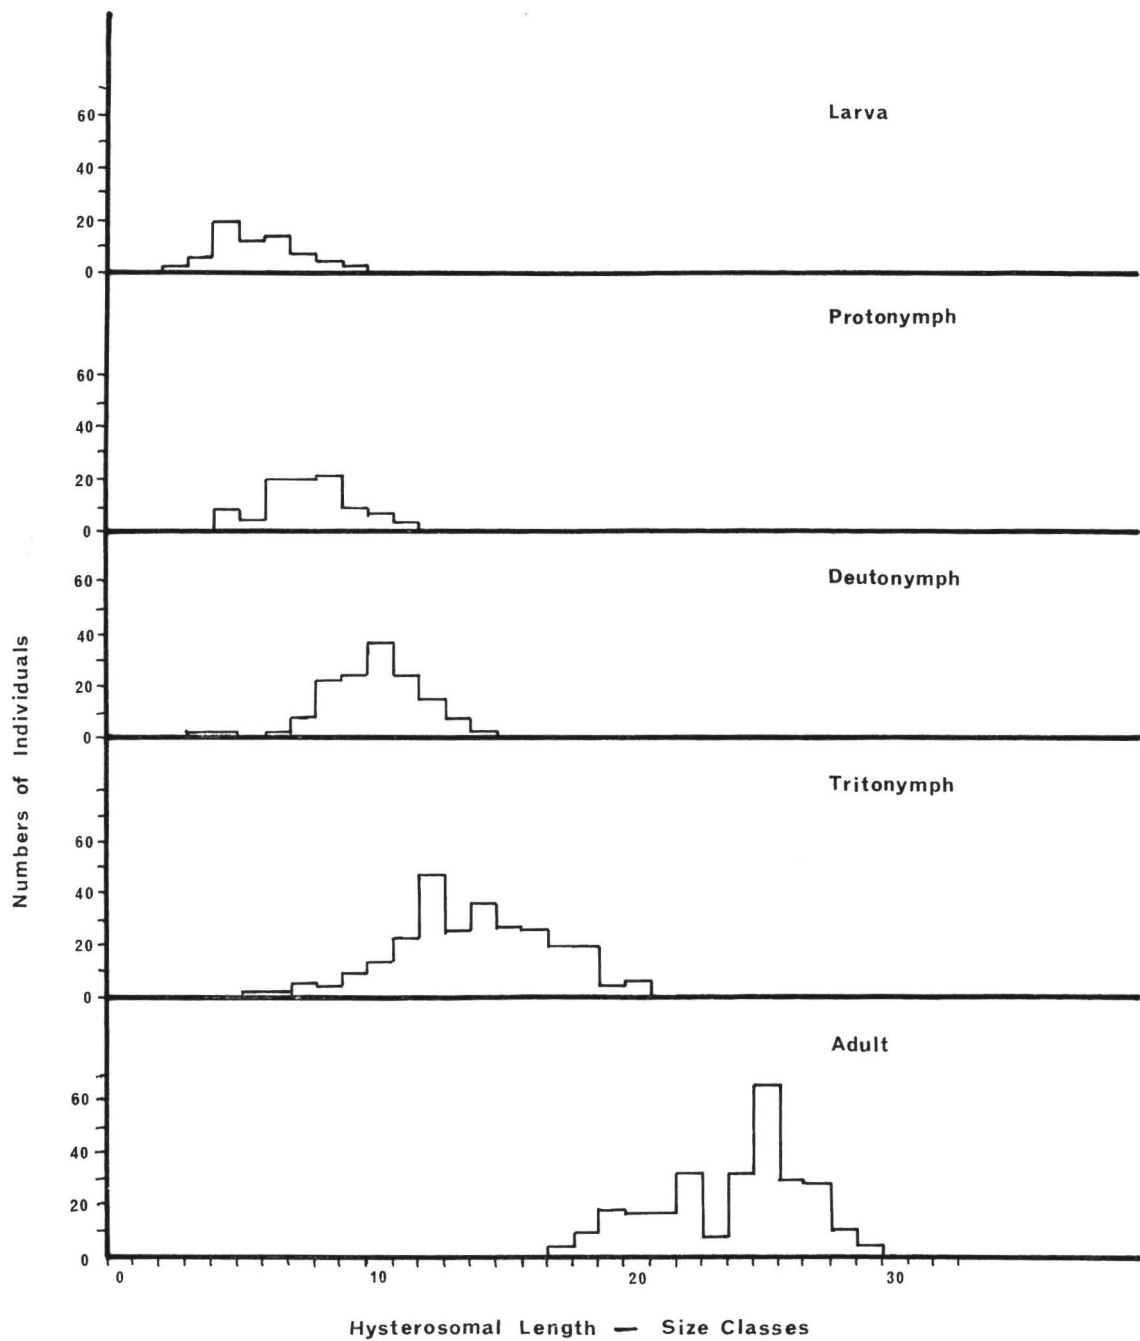 Larva
60
40
20
0
Protonymph
60
40
20
0
Deutonymph
60
40
20
0
Tritonymph
60
40
20
0
Adult
60
40
20
0
0 10 20 30
Numbers of Individuals
Hysterosomal Length — Size Classes